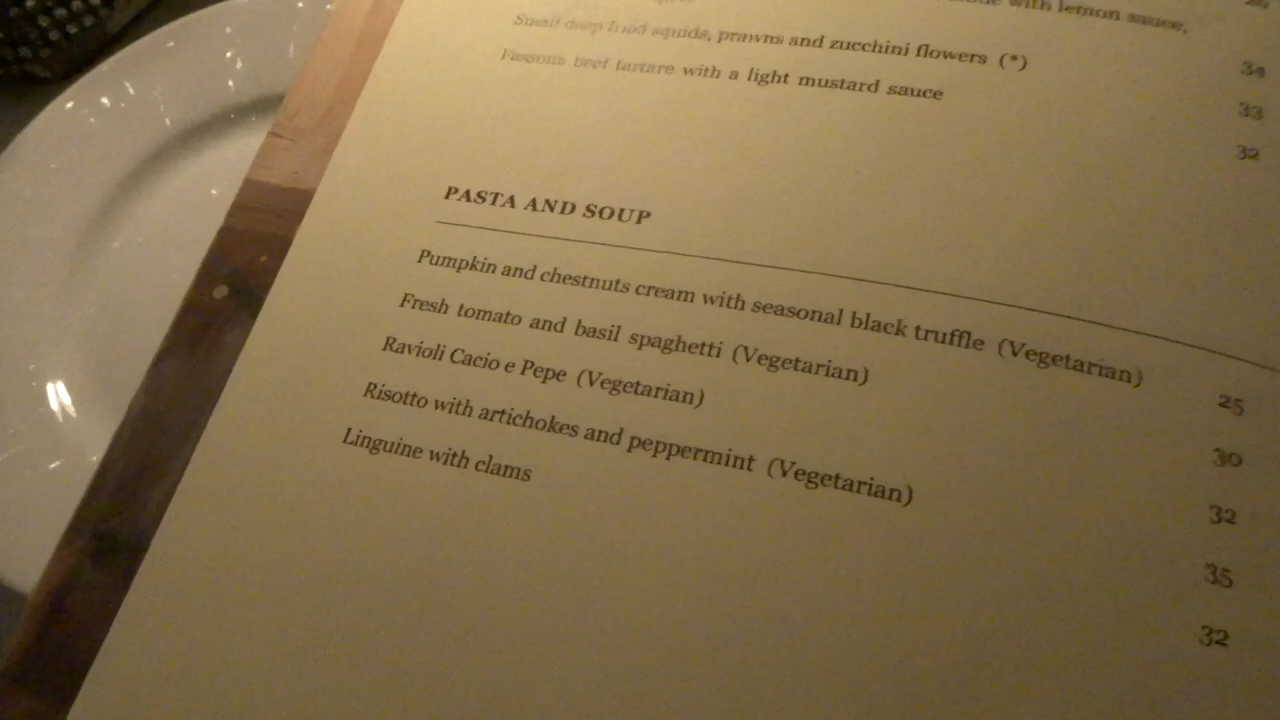 with lemon sauce,
Small deep fried squids, prawns and zucchini flowers (*) 34
Fassona beef tartare with a light mustard sauce 33
32
PASTA AND SOUP
Pumpkin and chestnuts cream with seasonal black truffle (Vegetarian) 25
Fresh tomato and basil spaghetti (Vegetarian) 30
Ravioli Cacio e Pepe (Vegetarian) 32
Risotto with artichokes and peppermint (Vegetarian) 35
Linguine with clams 32